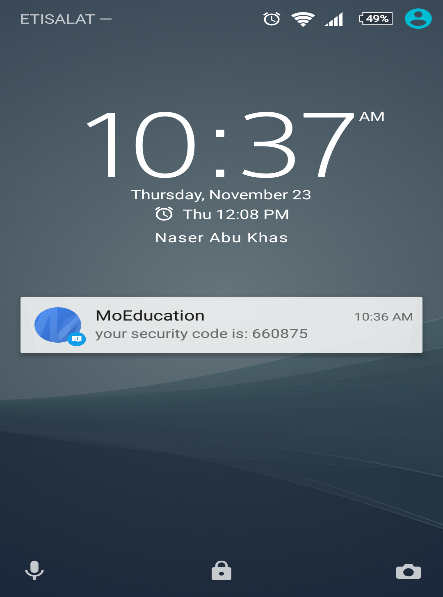 ETISALAT —
49%
10:37 AM
Thursday, November 23
Thu 12:08 PM
Naser Abu Khas
MoEducation
10:36 AM
your security code is: 660875